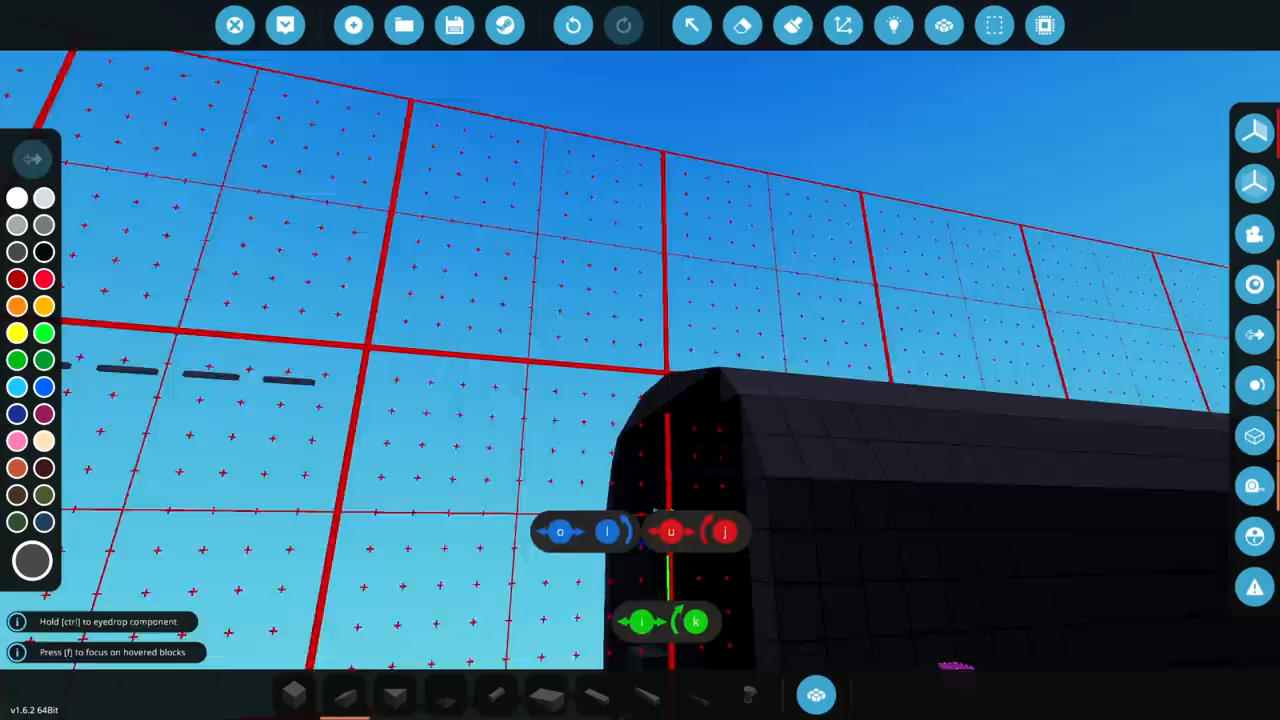 o l u j
i k
Hold [ctrl] to eyedrop component
Press [f] to focus on hovered blocks
v1.6.2 64Bit